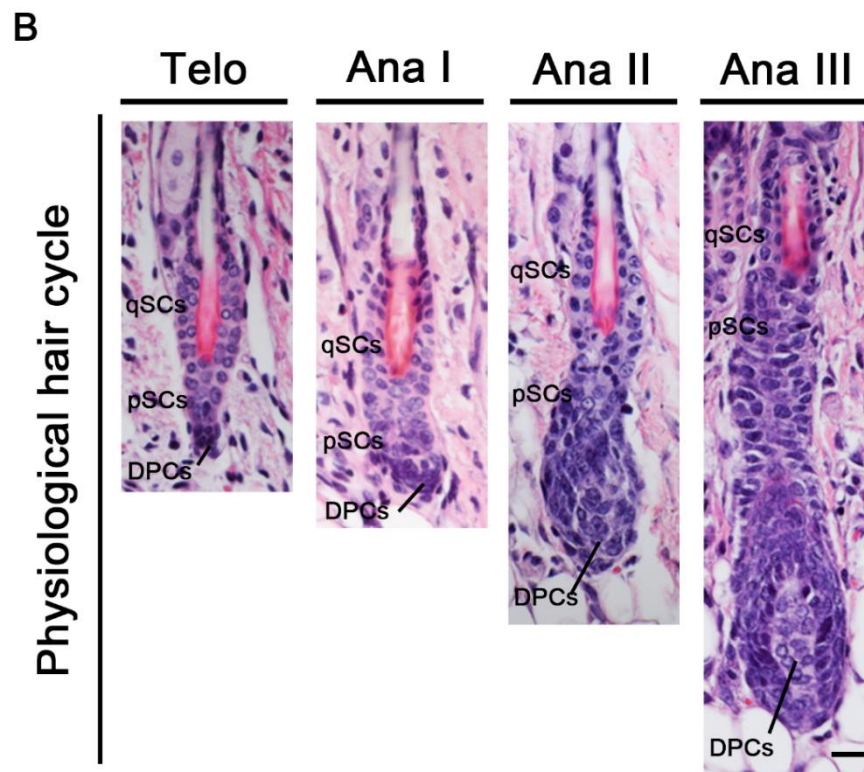 B
Telo
Ana I
Ana II
Ana III
Physiological hair cycle
qSCs
pSCs
DPCs
qSCs
pSCs
DPCs
qSCs
pSCs
DPCs
qSCs
pSCs
DPCs